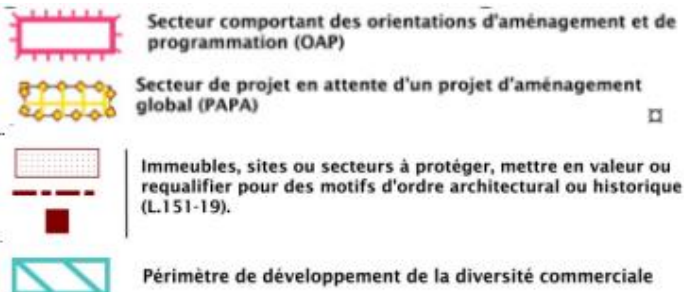 Secteur comportant des orientations d'aménagement et de
programmation (OAP)
Secteur de projet en attente d'un projet d'aménagement
global (PAPA)
Immeubles, sites ou secteurs à protéger, mettre en valeur ou
requalifier pour des motifs d'ordre architectural ou historique
(L.151-19).
Périmètre de développement de la diversité commerciale